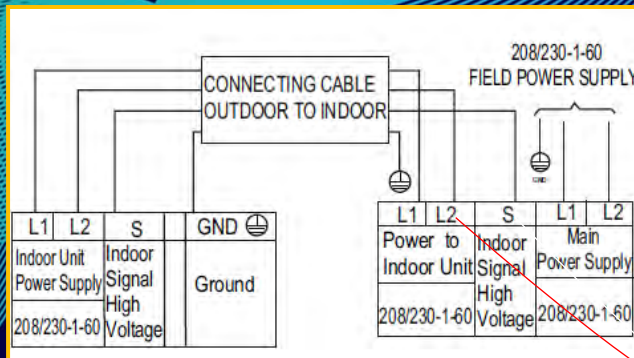 208/230-1-60
FIELD POWER SUPPLY
CONNECTING CABLE
OUTDOOR TO INDOOR
L1 L2 S GND
Indoor Unit
Power Supply
208/230-1-60
Indoor
Signal
High
Voltage
Ground
L1 L2 S L1 L2
Power to
Indoor Unit
208/230-1-60
Indoor
Signal
High
Voltage
Main
Power Supply
208/230-1-60